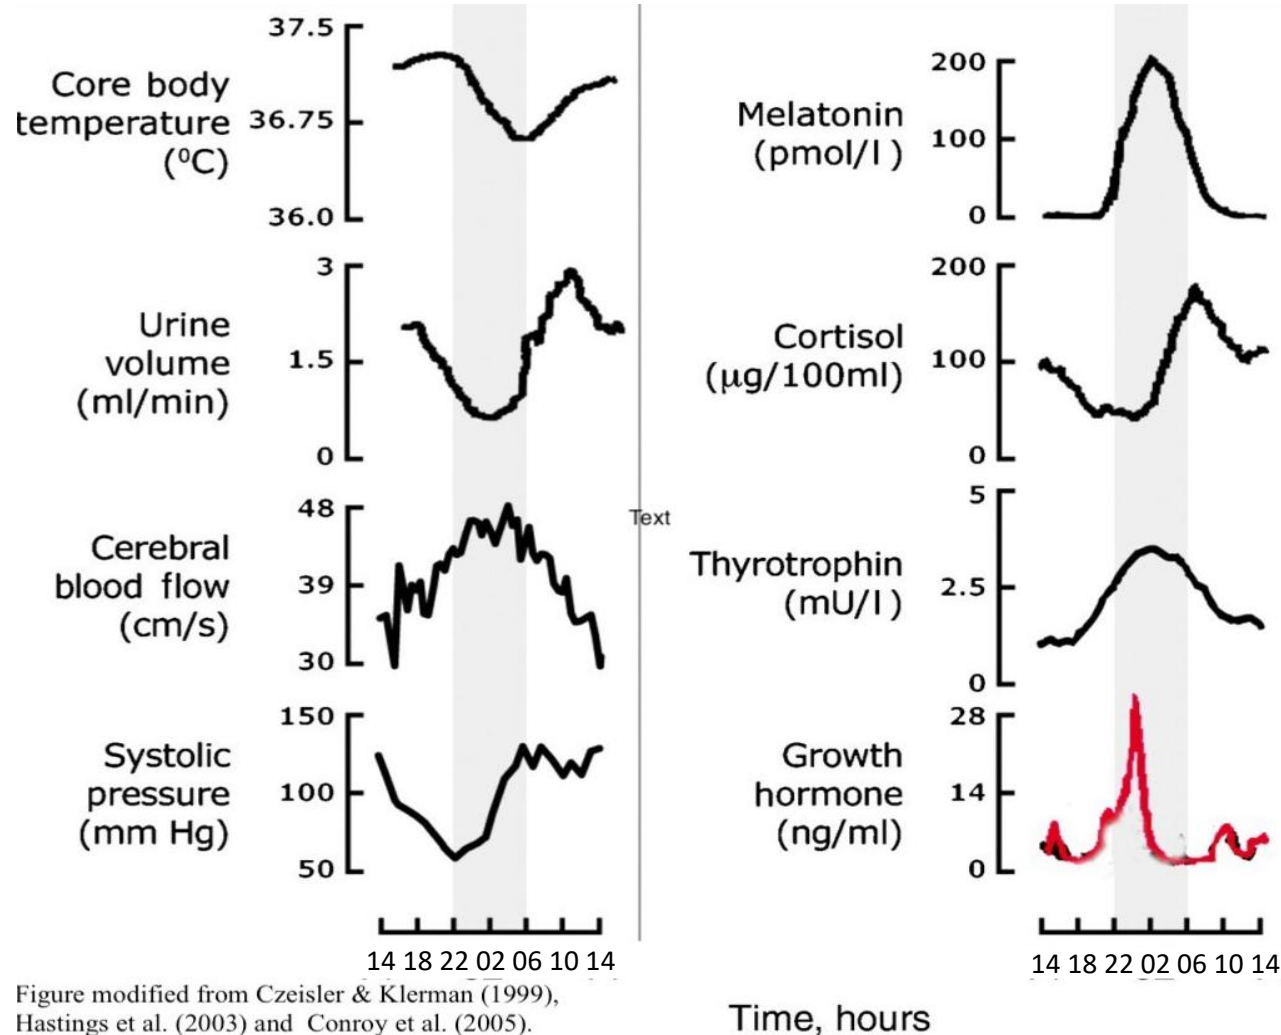 37.5
Core body
temperature
(⁰C)
36.75
36.0
3
Urine
volume
(ml/min)
1.5
0
48
Cerebral
blood flow
(cm/s)
39
30
150
Systolic
pressure
(mm Hg)
100
50
14 18 22 02 06 10 14
Figure modified from Czeisler & Klerman (1999),
Hastings et al. (2003) and Conroy et al. (2005).
Text
200
Melatonin
(pmol/l )
100
0
200
Cortisol
(µg/100ml)
100
0
5
Thyrotrophin
(mU/l )
2.5
0
28
Growth
hormone
(ng/ml)
14
0
14 18 22 02 06 10 14
Time, hours